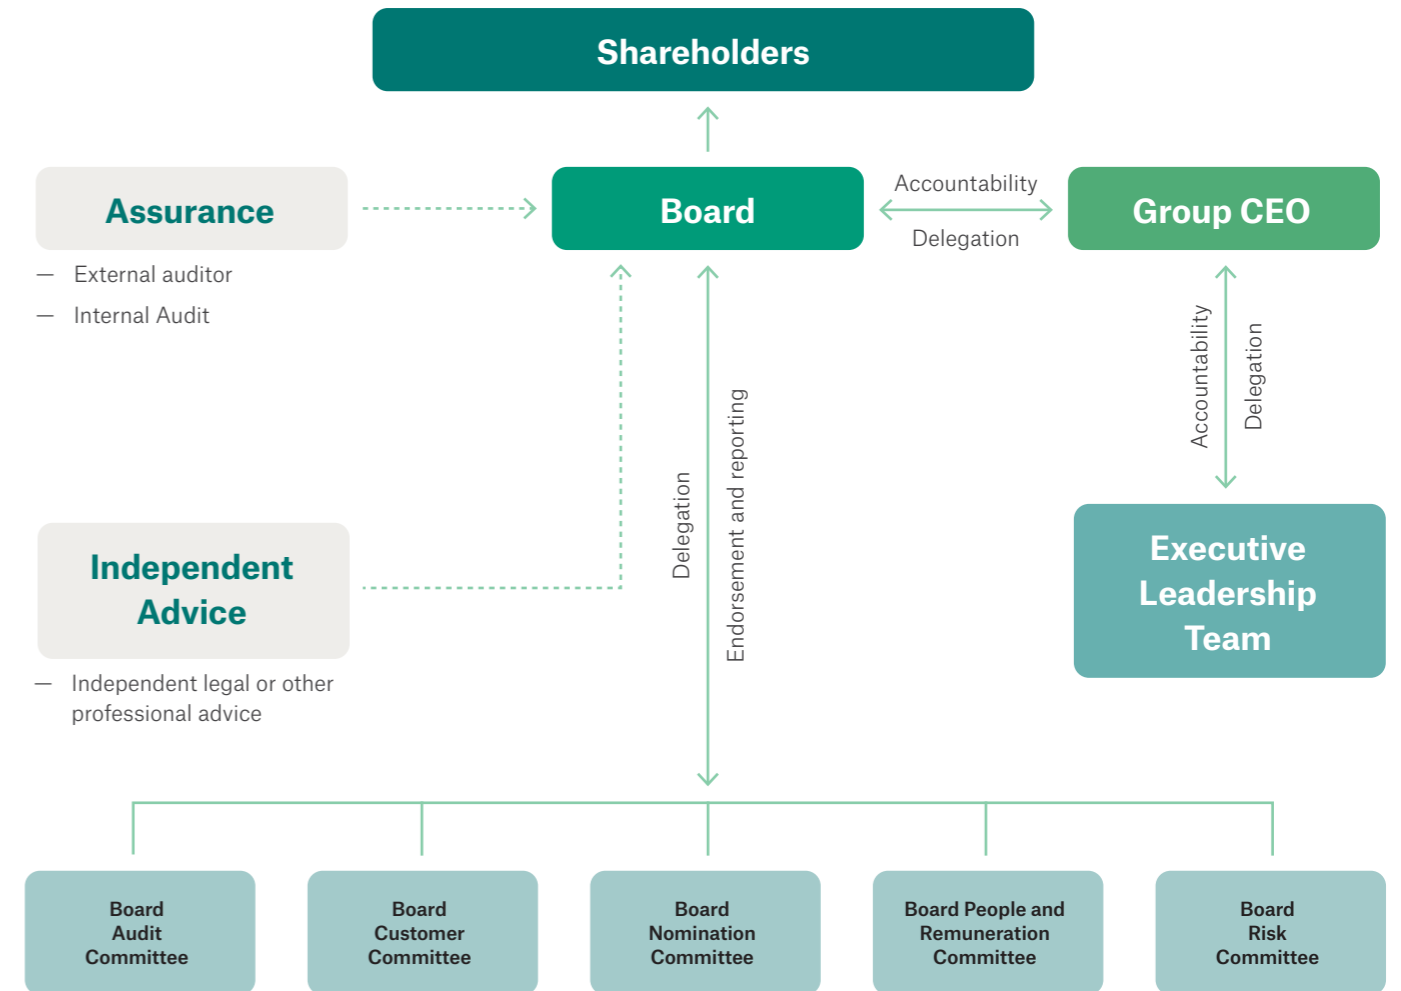 Shareholders
Assurance
— External auditor
— Internal Audit
Board
Accountability
Delegation
Group CEO
Accountability
Delegation
Executive
Leadership
Team
Independent
Advice
— Independent legal or other
professional advice
Delegation
Endorsement and reporting
Board
Audit
Committee
Board
Customer
Committee
Board
Nomination
Committee
Board People and
Remuneration
Committee
Board
Risk
Committee